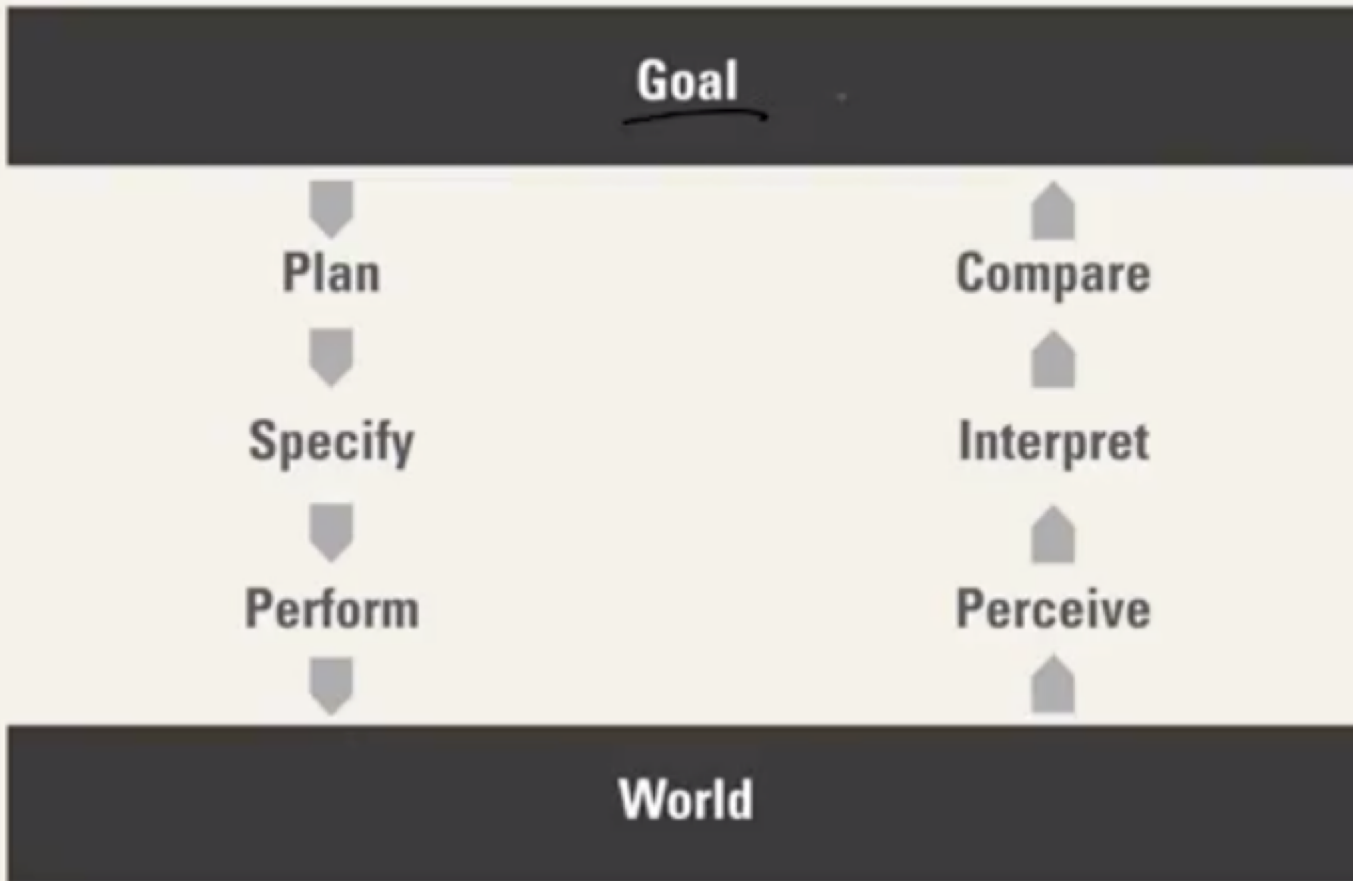 Goal
Plan
Compare
Specify
Interpret
Perform
Perceive
World